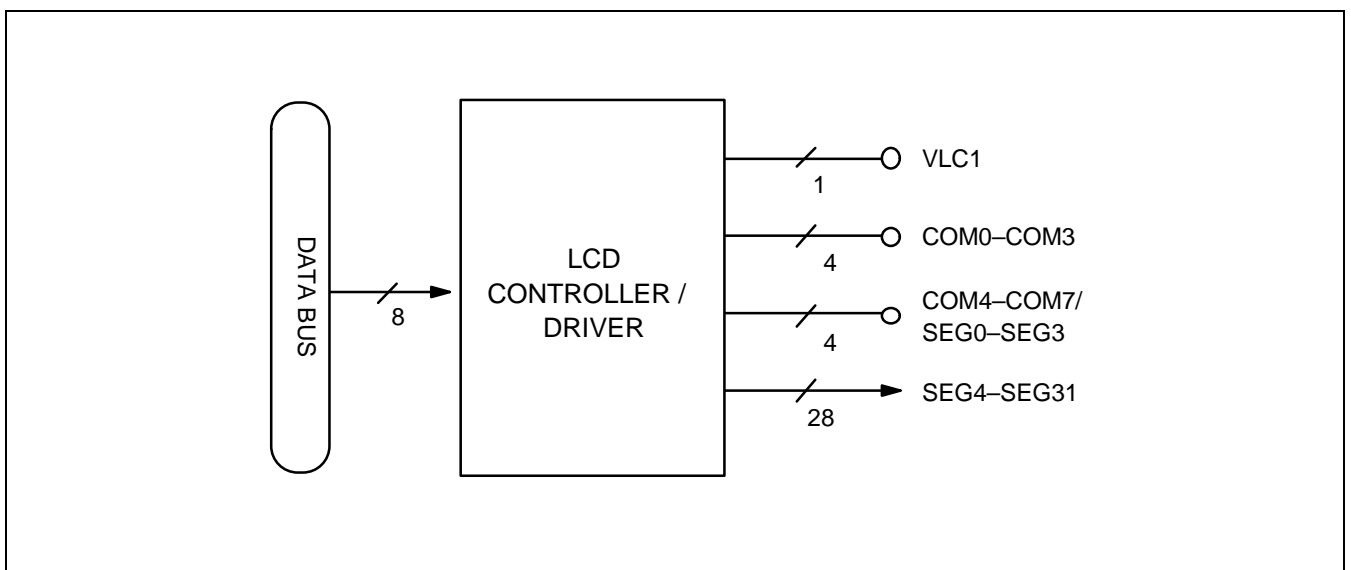 DATA BUS
8
LCD
CONTROLLER /
DRIVER
1
VLC1
4
COM0–COM3
4
COM4–COM7/
SEG0–SEG3
28
SEG4–SEG31